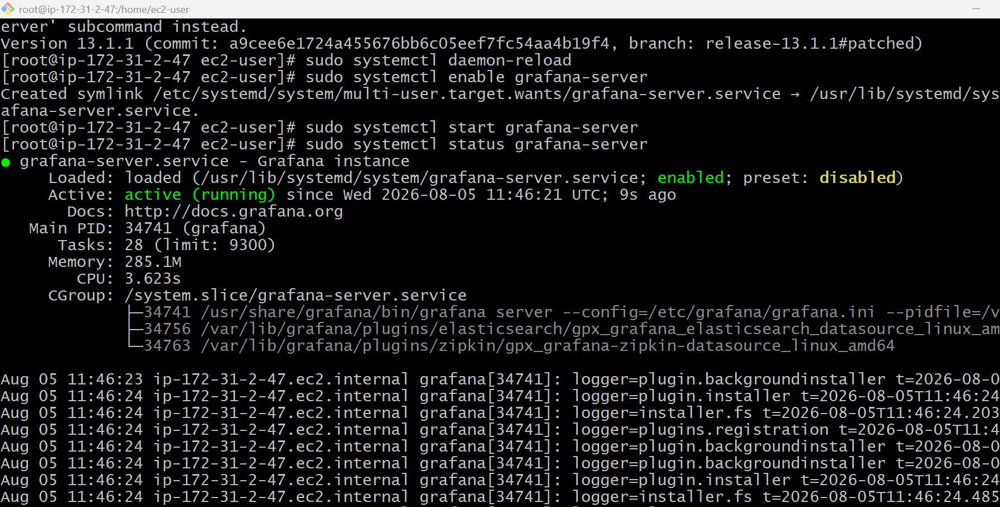 root@ip-172-31-2-47:/home/ec2-user
erver' subcommand instead.
Version 13.1.1 (commit: a9cee6e1724a455676bb6c05eef7fc54aa4b19f4, branch: release-13.1.1#patched)
[root@ip-172-31-2-47 ec2-user]# sudo systemctl daemon-reload
[root@ip-172-31-2-47 ec2-user]# sudo systemctl enable grafana-server
Created symlink /etc/systemd/system/multi-user.target.wants/grafana-server.service → /usr/lib/systemd/sys
afana-server.service.
[root@ip-172-31-2-47 ec2-user]# sudo systemctl start grafana-server
[root@ip-172-31-2-47 ec2-user]# sudo systemctl status grafana-server
● grafana-server.service - Grafana instance
Loaded: loaded (/usr/lib/systemd/system/grafana-server.service; enabled; preset: disabled)
Active: active (running) since Wed 2026-08-05 11:46:21 UTC; 9s ago
Docs: http://docs.grafana.org
Main PID: 34741 (grafana)
Tasks: 28 (limit: 9300)
Memory: 285.1M
CPU: 3.623s
CGroup: /system.slice/grafana-server.service
├─34741 /usr/share/grafana/bin/grafana server --config=/etc/grafana/grafana.ini --pidfile=/v
├─34756 /var/lib/grafana/plugins/elasticsearch/gpx_grafana_elasticsearch_datasource_linux_am
└─34763 /var/lib/grafana/plugins/zipkin/gpx_grafana-zipkin-datasource_linux_amd64
Aug 05 11:46:23 ip-172-31-2-47.ec2.internal grafana[34741]: logger=plugin.backgroundinstaller t=2026-08-0
Aug 05 11:46:24 ip-172-31-2-47.ec2.internal grafana[34741]: logger=plugin.installer t=2026-08-05T11:46:24
Aug 05 11:46:24 ip-172-31-2-47.ec2.internal grafana[34741]: logger=installer.fs t=2026-08-05T11:46:24.203
Aug 05 11:46:24 ip-172-31-2-47.ec2.internal grafana[34741]: logger=plugins.registration t=2026-08-05T11:4
Aug 05 11:46:24 ip-172-31-2-47.ec2.internal grafana[34741]: logger=plugin.backgroundinstaller t=2026-08-0
Aug 05 11:46:24 ip-172-31-2-47.ec2.internal grafana[34741]: logger=plugin.backgroundinstaller t=2026-08-0
Aug 05 11:46:24 ip-172-31-2-47.ec2.internal grafana[34741]: logger=plugin.installer t=2026-08-05T11:46:24
Aug 05 11:46:24 ip-172-31-2-47.ec2.internal grafana[34741]: logger=installer.fs t=2026-08-05T11:46:24.485